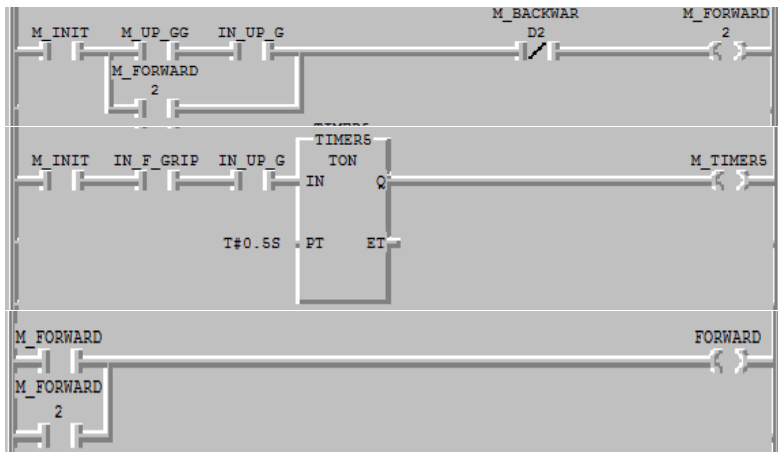 M_BACKWAR M_FORWARD
M_INIT M_UP_GG IN_UP_G D2 2
M_FORWARD
2
TIMER5
TIMER5
M_INIT IN_F_GRIP IN_UP_G TON M_TIMER5
IN Q
T#0.5S PT ET
M_FORWARD FORWARD
M_FORWARD
2